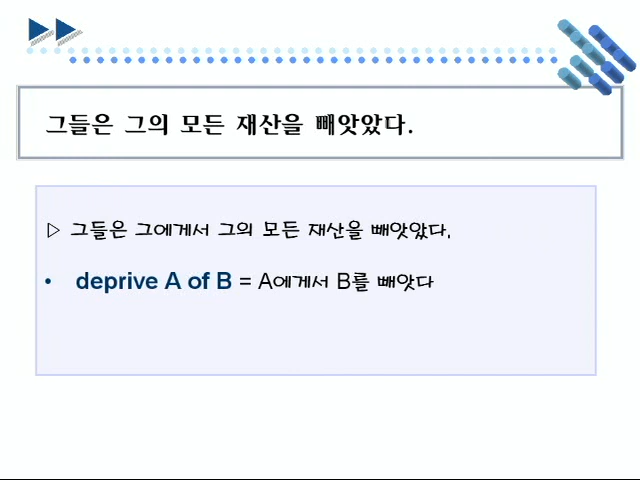 그들은 그의 모든 재산을 빼앗았다.
▷ 그들은 그에게서 그의 모든 재산을 빼앗았다.
• deprive A of B = A에게서 B를 빼앗다